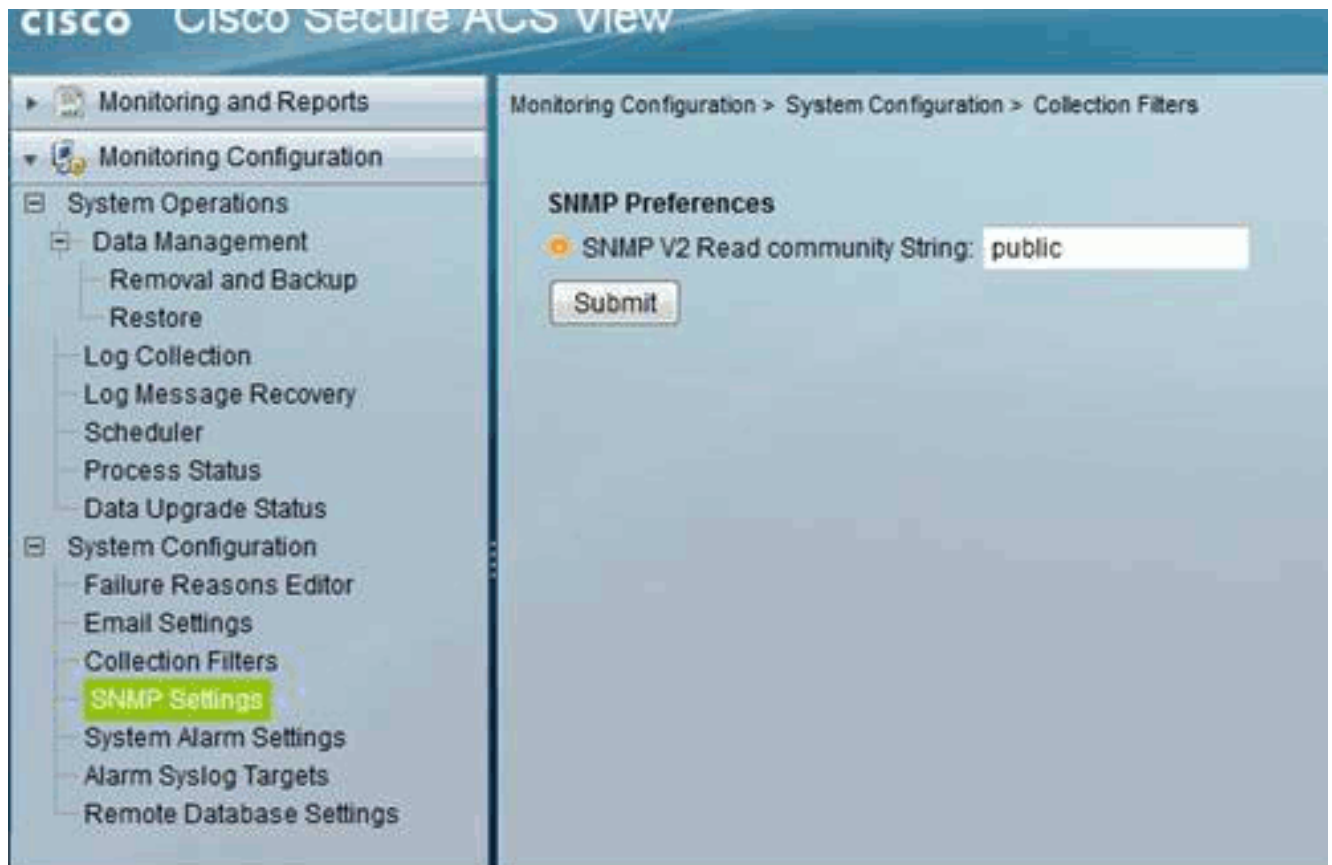 cisco Cisco Secure ACS View
Monitoring and Reports
Monitoring Configuration
System Operations
Data Management
Removal and Backup
Restore
Log Collection
Log Message Recovery
Scheduler
Process Status
Data Upgrade Status
System Configuration
Failure Reasons Editor
Email Settings
Collection Filters
SNMP Settings
System Alarm Settings
Alarm Syslog Targets
Remote Database Settings
Monitoring Configuration > System Configuration > Collection Filters
SNMP Preferences
SNMP V2 Read community String: public
Submit